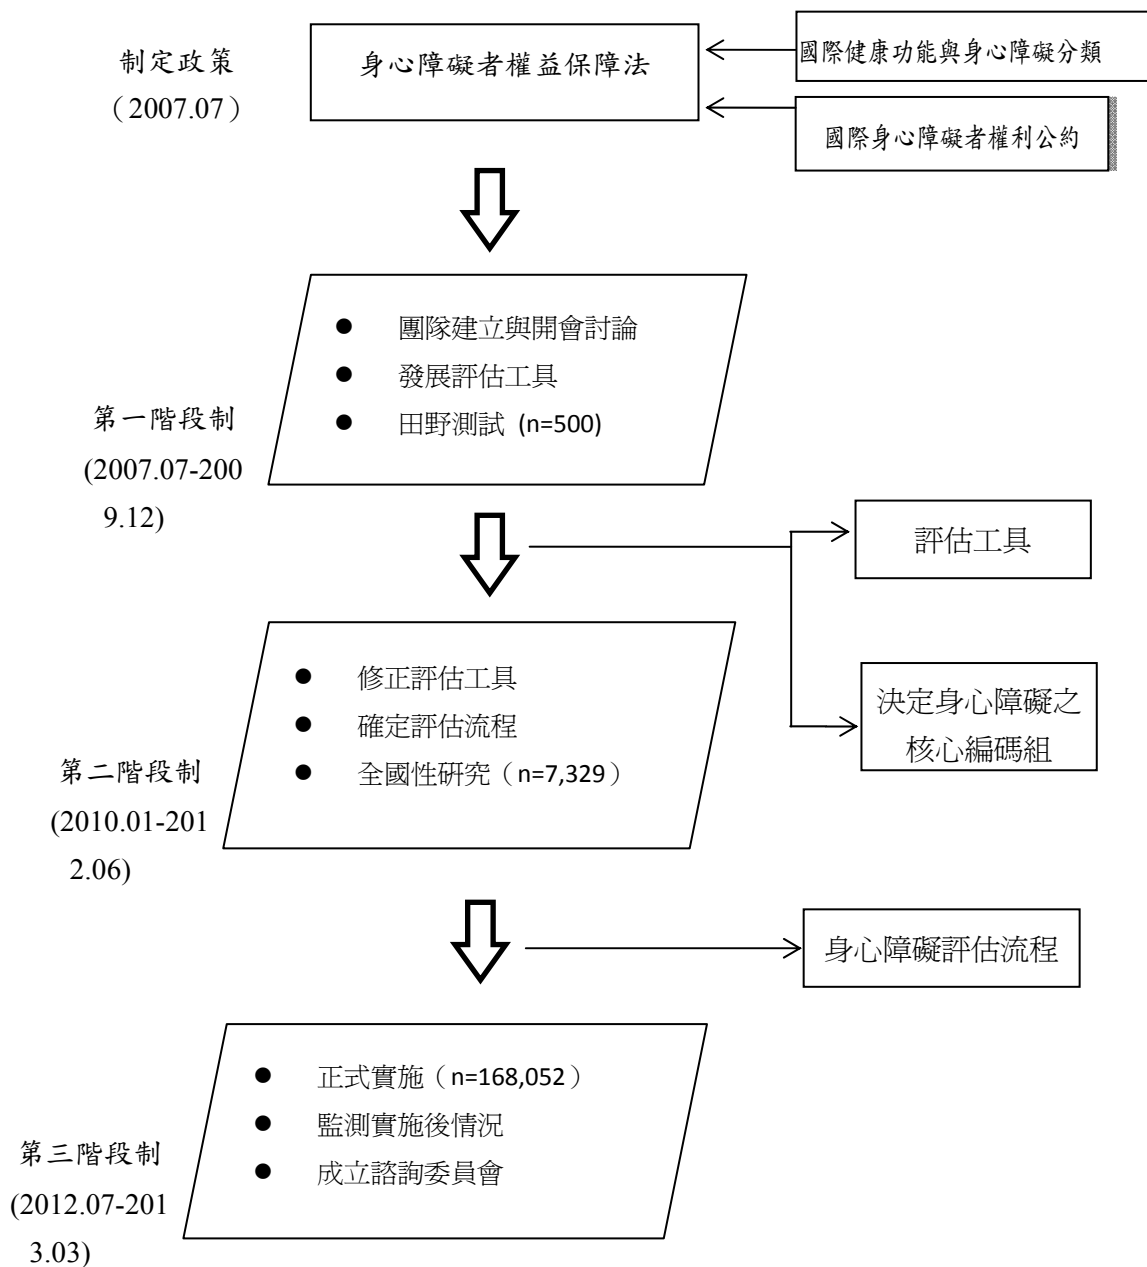 制定政策
（2007.07）
身心障礙者權益保障法
國際健康功能與身心障礙分類
國際身心障礙者權利公約
● 團隊建立與開會討論
● 發展評估工具
● 田野測試 (n=500)
第一階段制
(2007.07-200
9.12)
評估工具
決定身心障礙之
核心編碼組
● 修正評估工具
● 確定評估流程
● 全國性研究（n=7,329）
第二階段制
(2010.01-201
2.06)
身心障礙評估流程
● 正式實施（n=168,052）
● 監測實施後情況
● 成立諮詢委員會
第三階段制
(2012.07-201
3.03)